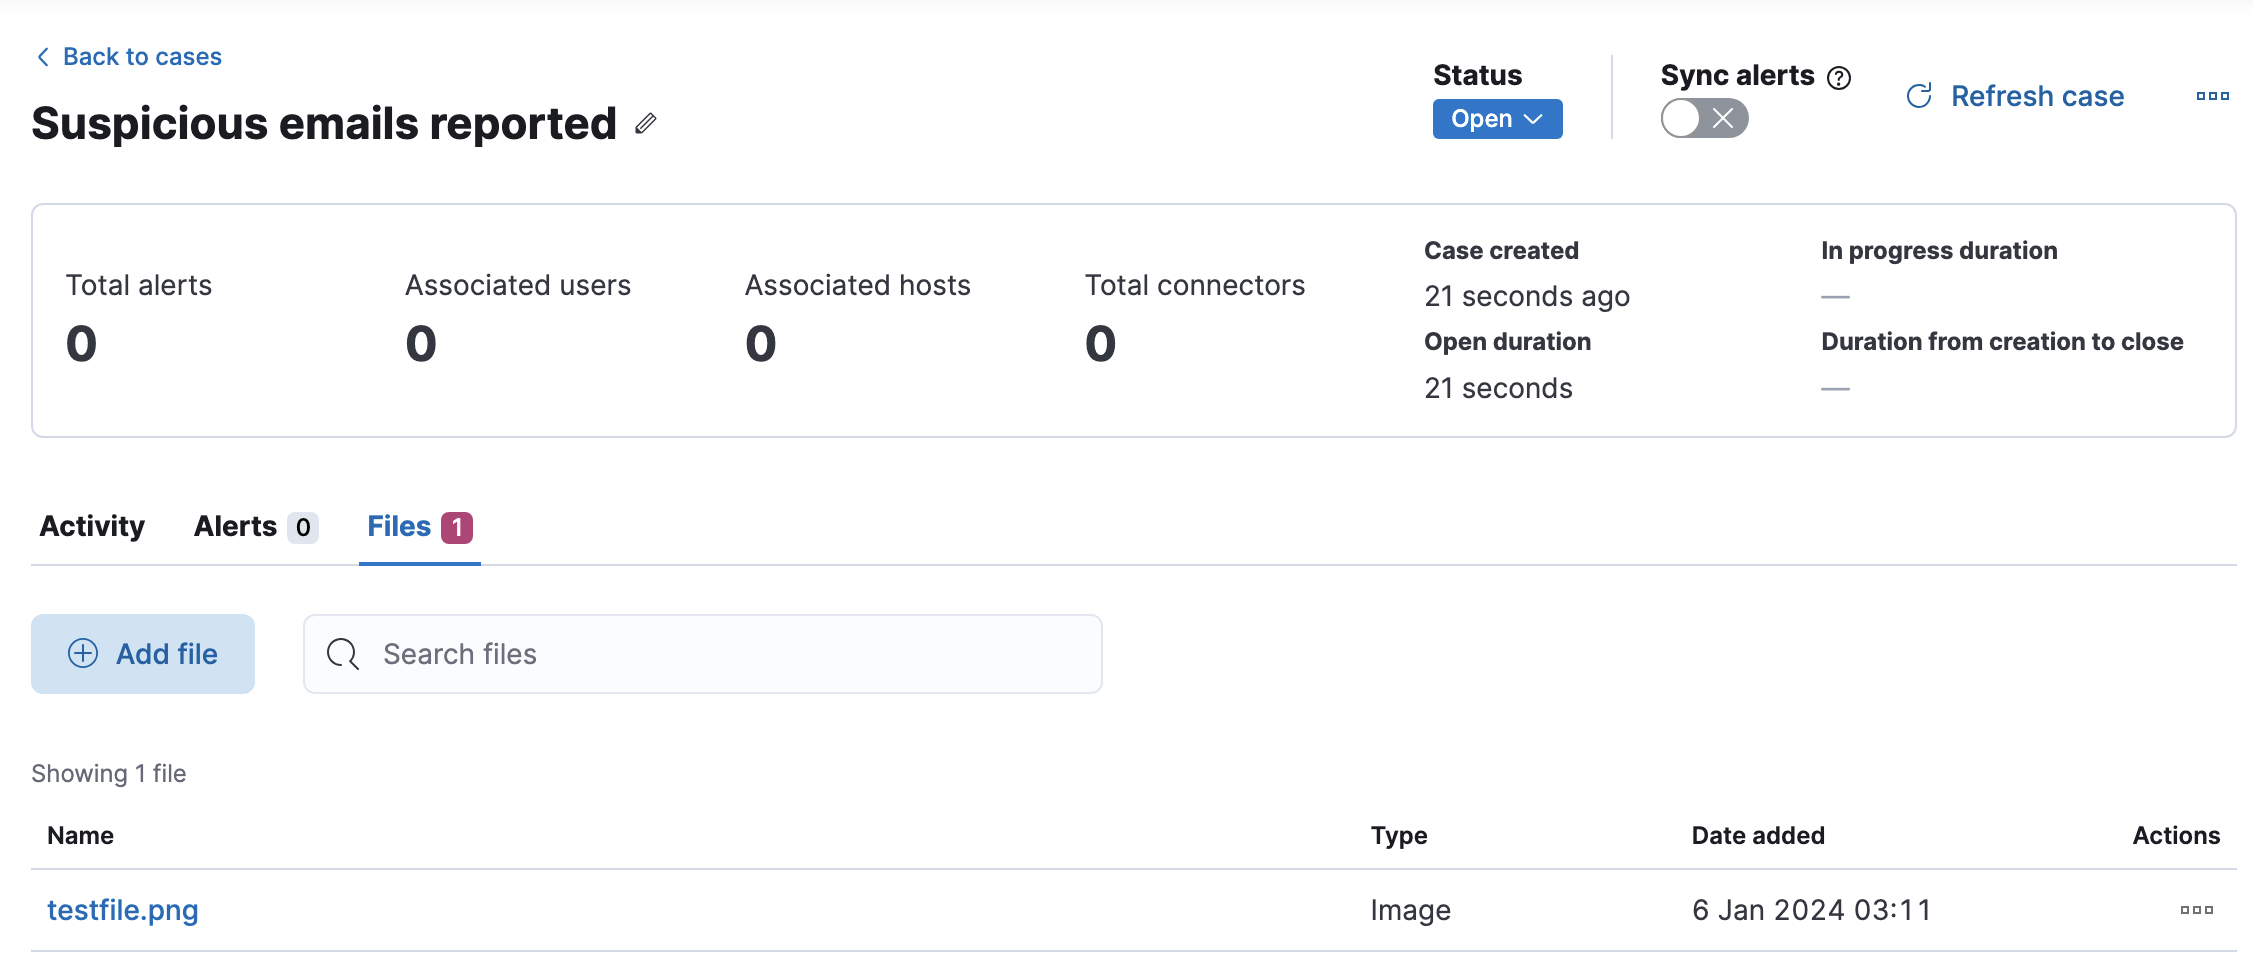 Back to cases
Suspicious emails reported
Status
Open
Sync alerts
Refresh case
Total alerts
0
Associated users
0
Associated hosts
0
Total connectors
0
Case created
21 seconds ago
Open duration
21 seconds
In progress duration
—
Duration from creation to close
—
Activity Alerts 0 Files 1
Add file
Search files
Showing 1 file
Name Type Date added Actions
testfile.png Image 6 Jan 2024 03:11